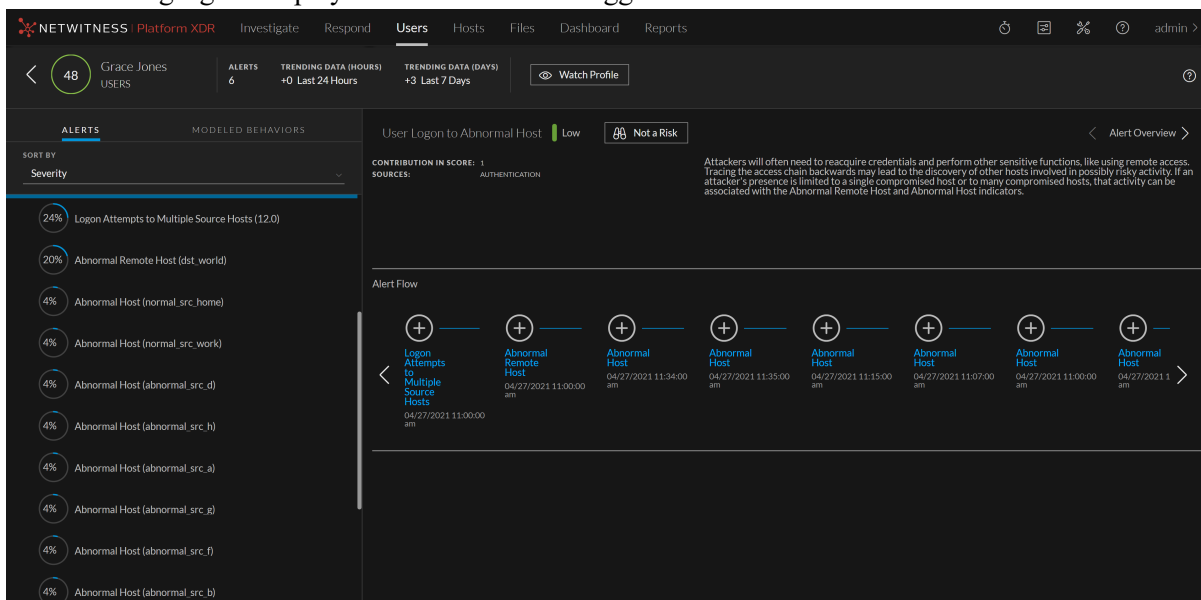 NETWITNESS Platform XDR Investigate Respond Users Hosts Files Dashboard Reports admin >
48 Grace Jones
USERS
ALERTS
6
TRENDING DATA (HOURS)
+0 Last 24 Hours
TRENDING DATA (DAYS)
+3 Last 7 Days
Watch Profile
ALERTS MODELED BEHAVIORS
SORT BY
Severity
24% Logon Attempts to Multiple Source Hosts (12.0)
20% Abnormal Remote Host (dst_world)
4% Abnormal Host (normal_src_home)
4% Abnormal Host (normal_src_work)
4% Abnormal Host (abnormal_src_d)
4% Abnormal Host (abnormal_src_h)
4% Abnormal Host (abnormal_src_a)
4% Abnormal Host (abnormal_src_g)
4% Abnormal Host (abnormal_src_f)
4% Abnormal Host (abnormal_src_b)
User Logon to Abnormal Host Low Not a Risk Alert Overview
CONTRIBUTION IN SCORE: 1
SOURCES: AUTHENTICATION
Attackers will often need to reacquire credentials and perform other sensitive functions, like using remote access.
Tracing the access chain backwards may lead to the discovery of other hosts involved in possibly risky activity. If an
attacker's presence is limited to a single compromised host or to many compromised hosts, that activity can be
associated with the Abnormal Remote Host and Abnormal Host indicators.
Alert Flow
Logon
Attempts
to
Multiple
Source
Hosts
04/27/2021 11:00:00
am
Abnormal
Remote
Host
04/27/2021 11:00:00
am
Abnormal
Host
04/27/2021 11:34:00
am
Abnormal
Host
04/27/2021 11:35:00
am
Abnormal
Host
04/27/2021 11:15:00
am
Abnormal
Host
04/27/2021 11:07:00
am
Abnormal
Host
04/27/2021 11:00:00
am
Abnormal
Host
04/27/2021 1
am